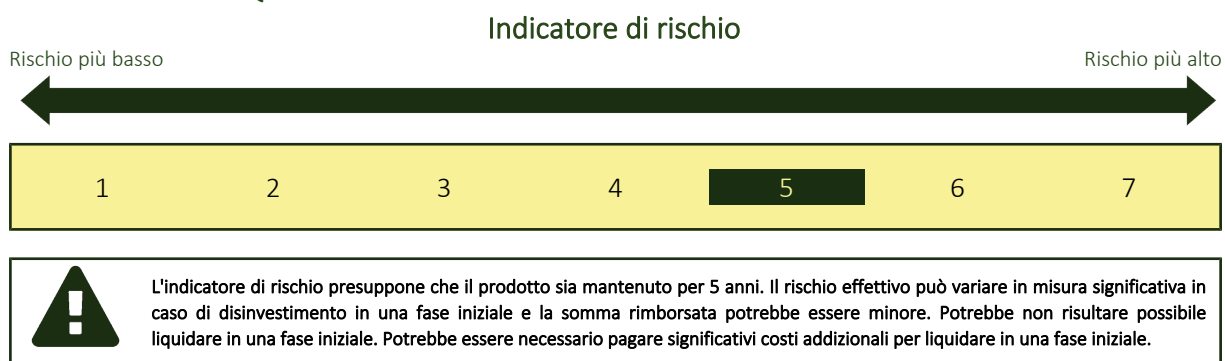 Indicatore di rischio
Rischio più basso Rischio più alto
1 2 3 4 5 6 7
L'indicatore di rischio presuppone che il prodotto sia mantenuto per 5 anni. Il rischio effettivo può variare in misura significativa in
caso di disinvestimento in una fase iniziale e la somma rimborsata potrebbe essere minore. Potrebbe non risultare possibile
liquidare in una fase iniziale. Potrebbe essere necessario pagare significativi costi addizionali per liquidare in una fase iniziale.